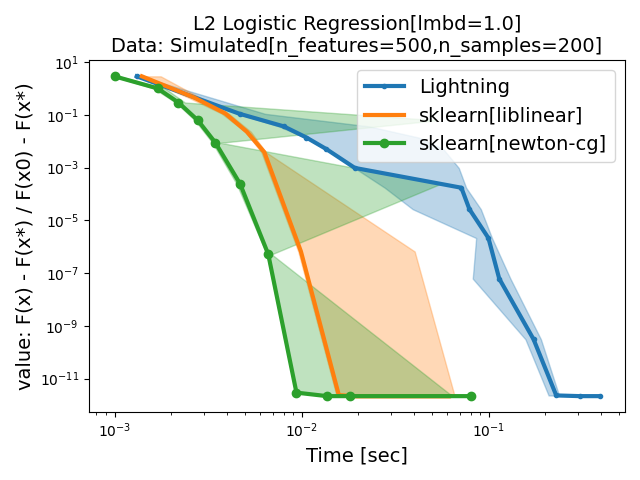 L2 Logistic Regression[lmbd=1.0]
Data: Simulated[n_features=500,n_samples=200]
value: F(x) - F(x*) / F(x0) - F(x*)
10¹
10⁻¹
10⁻³
10⁻⁵
10⁻⁷
10⁻⁹
10⁻¹¹
Lightning
sklearn[liblinear]
sklearn[newton-cg]
10⁻³ 10⁻² 10⁻¹
Time [sec]